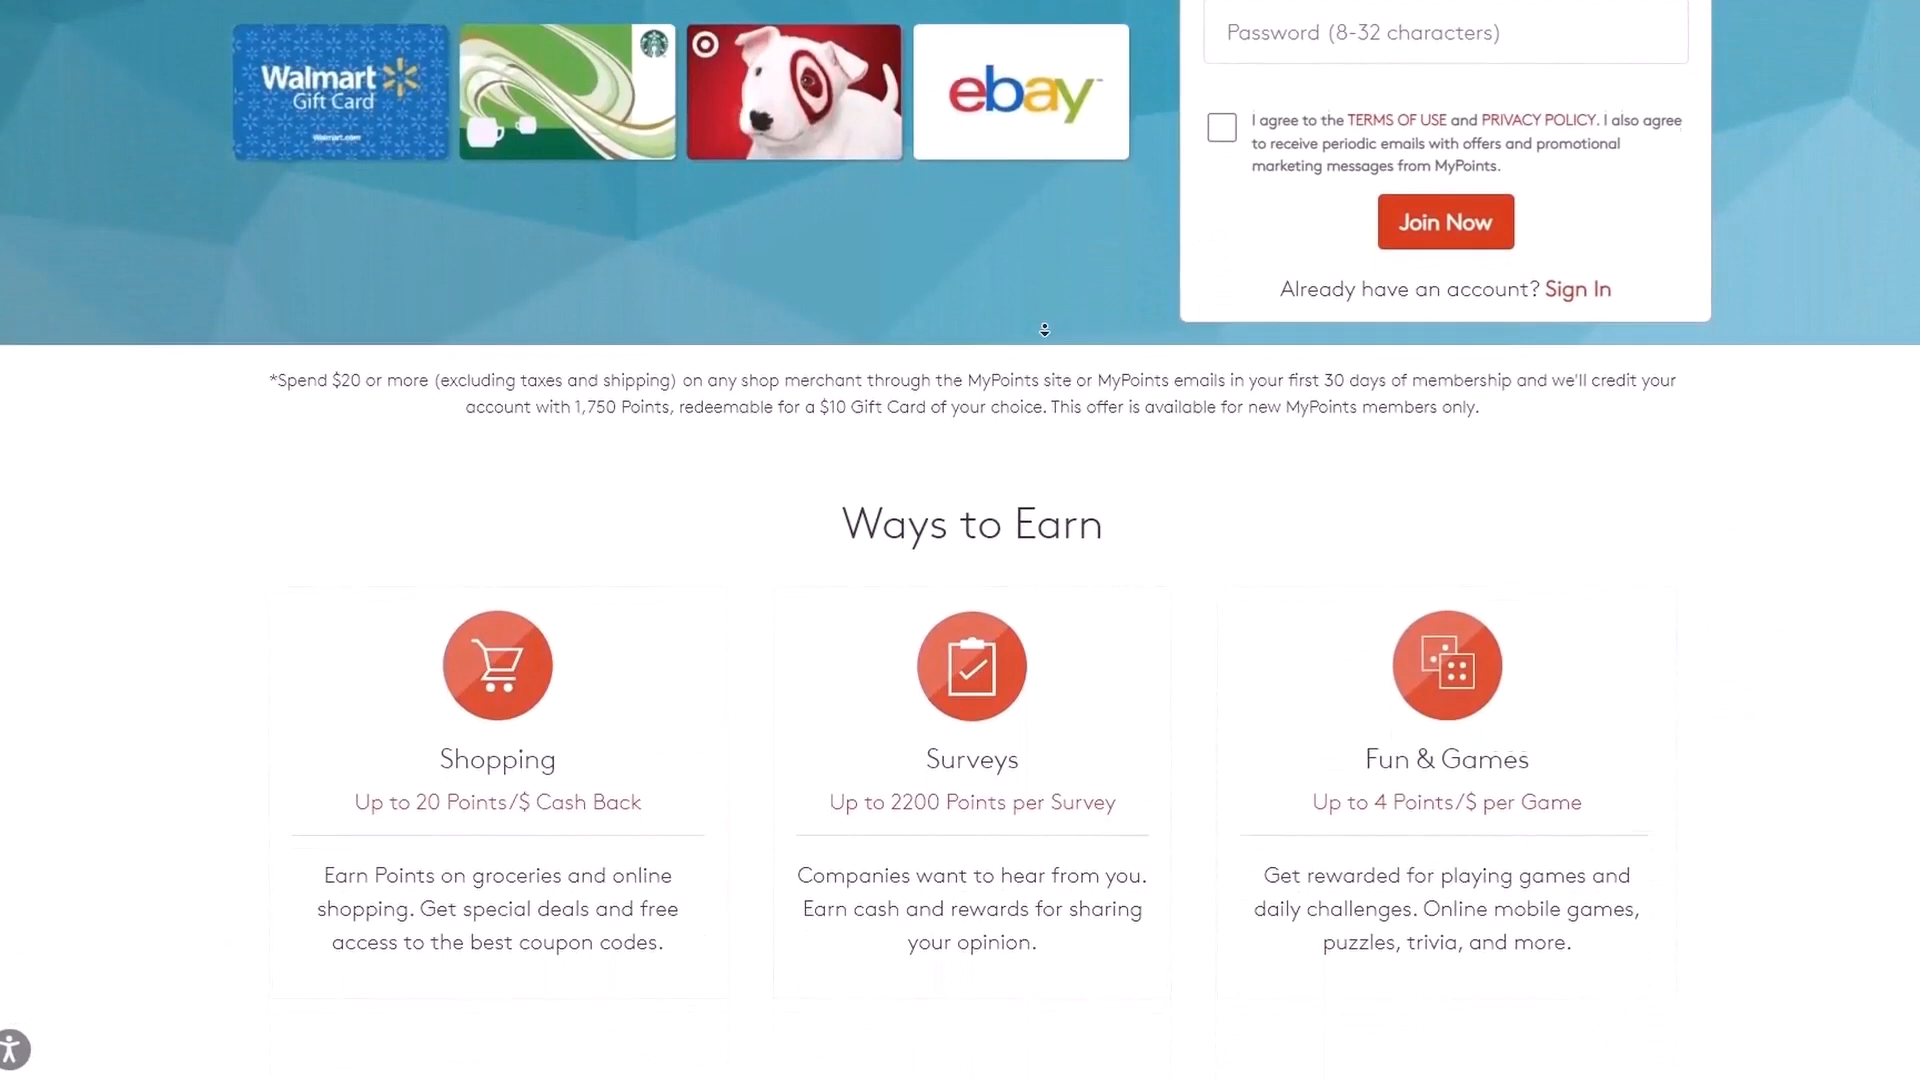 Walmart
Gift Card
Walmart.com
ebay™
Password (8-32 characters)
I agree to the TERMS OF USE and PRIVACY POLICY. I also agree
to receive periodic emails with offers and promotional
marketing messages from MyPoints.
Join Now
Already have an account? Sign In
*Spend $20 or more (excluding taxes and shipping) on any shop merchant through the MyPoints site or MyPoints emails in your first 30 days of membership and we'll credit your
account with 1,750 Points, redeemable for a $10 Gift Card of your choice. This offer is available for new MyPoints members only.
Ways to Earn
Shopping
Up to 20 Points/$ Cash Back
Earn Points on groceries and online
shopping. Get special deals and free
access to the best coupon codes.
Surveys
Up to 2200 Points per Survey
Companies want to hear from you.
Earn cash and rewards for sharing
your opinion.
Fun & Games
Up to 4 Points/$ per Game
Get rewarded for playing games and
daily challenges. Online mobile games,
puzzles, trivia, and more.